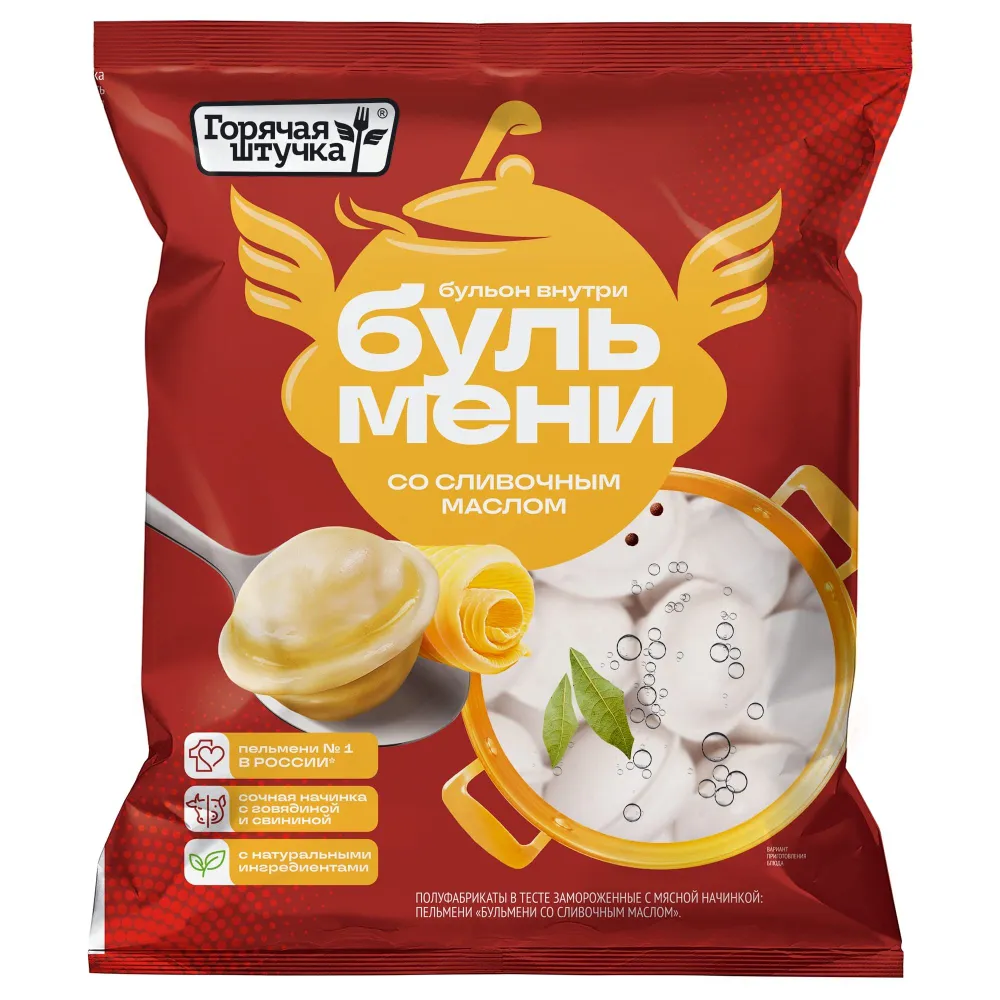 Горячая
штучка®
бульон внутри
буль
мени
со сливочным
маслом
пельмени № 1
в России*
сочная начинка
с говядиной
и свининой
с натуральными
ингредиентами
ВАРИАНТ
ПРИГОТОВЛЕНИЯ
БЛЮДА
ПОЛУФАБРИКАТЫ В ТЕСТЕ ЗАМОРОЖЕННЫЕ С МЯСНОЙ НАЧИНКОЙ:
ПЕЛЬМЕНИ «БУЛЬМЕНИ СО СЛИВОЧНЫМ МАСЛОМ».